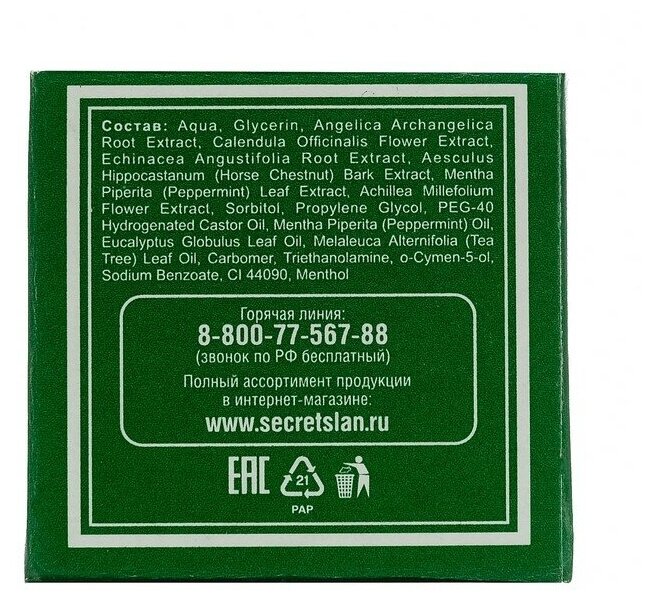 Состав: Aqua, Glycerin, Angelica Archangelica
Root Extract, Calendula Officinalis Flower Extract,
Echinacea Angustifolia Root Extract, Aesculus
Hippocastanum (Horse Chestnut) Bark Extract, Mentha
Piperita (Peppermint) Leaf Extract, Achillea Millefolium
Flower Extract, Sorbitol, Propylene Glycol, PEG-40
Hydrogenated Castor Oil, Mentha Piperita (Peppermint) Oil,
Eucalyptus Globulus Leaf Oil, Melaleuca Alternifolia (Tea
Tree) Leaf Oil, Carbomer, Triethanolamine, o-Cymen-5-ol,
Sodium Benzoate, CI 44090, Menthol
Горячая линия:
8-800-77-567-88
(звонок по РФ бесплатный)
Полный ассортимент продукции
в интернет-магазине:
www.secretslan.ru
ЕАС
21
PAP